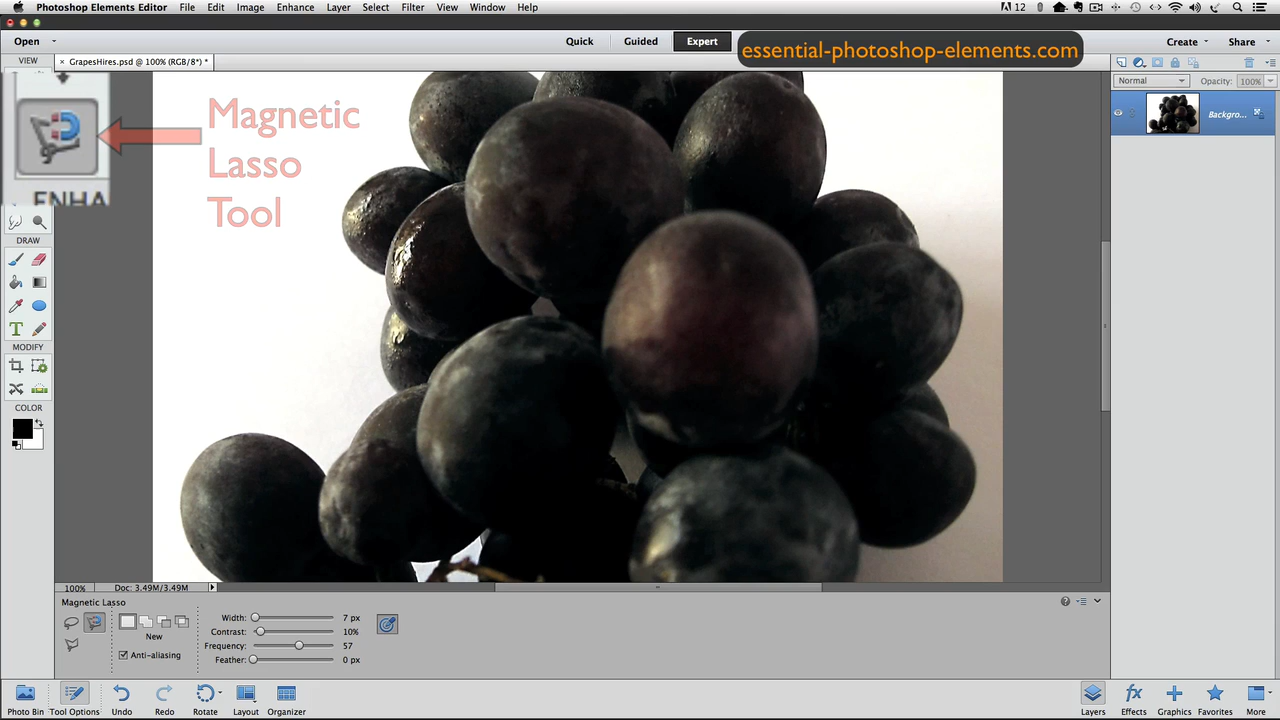 Photoshop Elements Editor File Edit Image Enhance Layer Select Filter View Window Help 12
Open Quick Guided Expert essential-photoshop-elements.com Create Share
VIEW × GrapesHires.psd @ 100% (RGB/8*) *
Normal Opacity: 100%
Backgro...
Magnetic
Lasso
Tool
ENHA
DRAW
T
MODIFY
COLOR
100% Doc: 3.49M/3.49M
Magnetic Lasso
Width: 7 px
Contrast: 10%
New
Frequency: 57
Anti-aliasing
Feather: 0 px
Photo Bin Tool Options Undo Redo Rotate Layout Organizer Layers Effects Graphics Favorites More